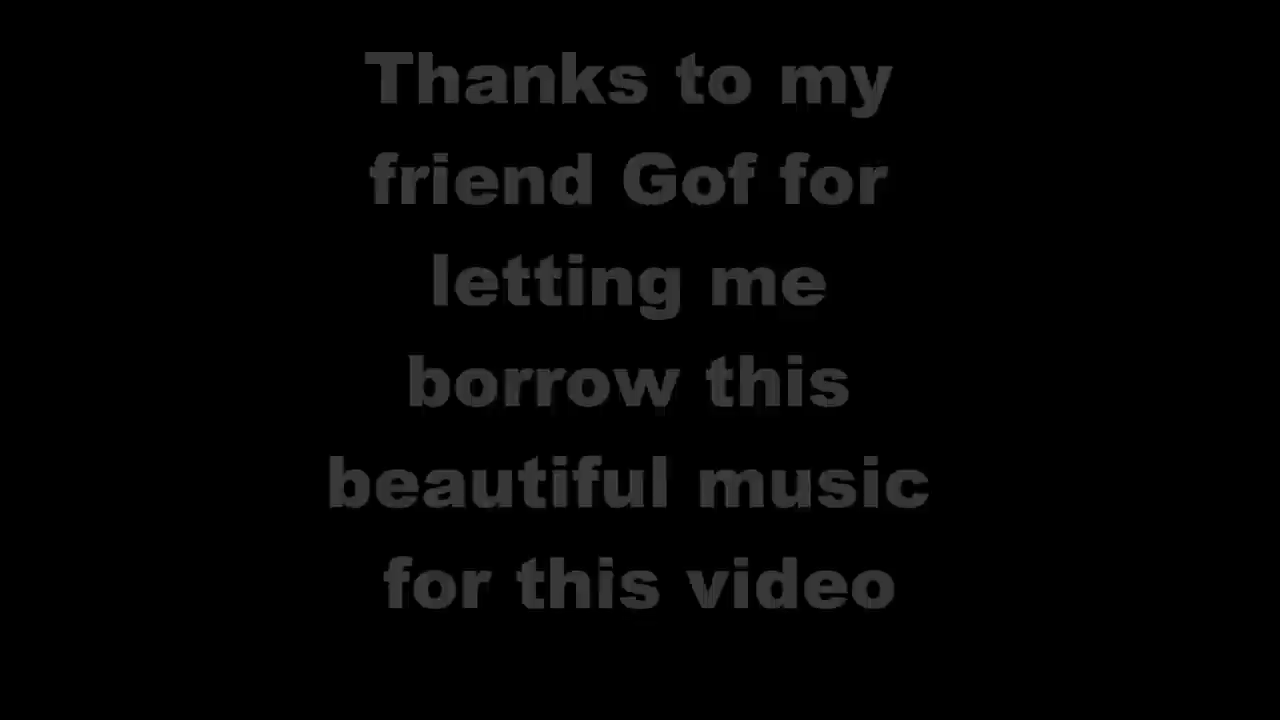 Thanks to my
friend Gof for
letting me
borrow this
beautiful music
for this video